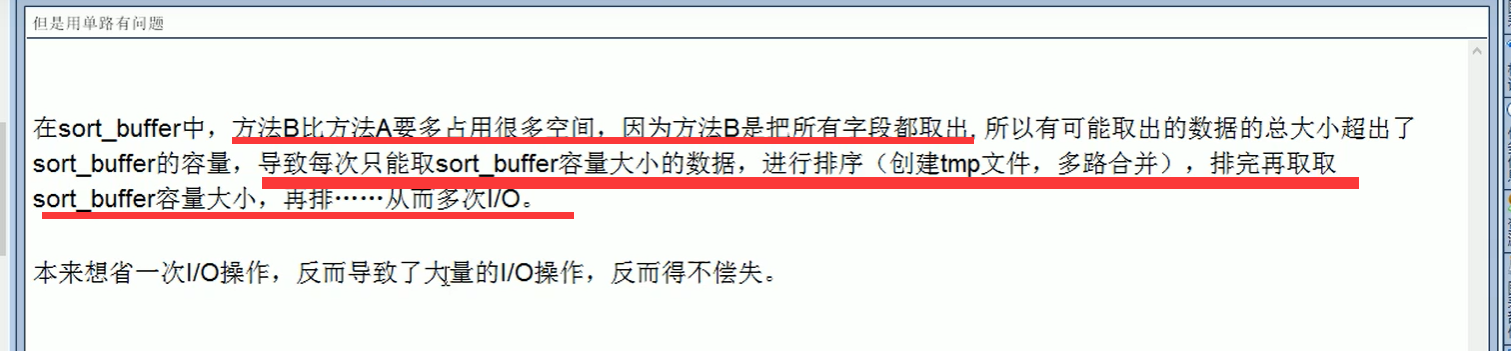 但是用单路有问题
在sort_buffer中，方法B比方法A要多占用很多空间，因为方法B是把所有字段都取出, 所以有可能取出的数据的总大小超出了
sort_buffer的容量，导致每次只能取sort_buffer容量大小的数据，进行排序（创建tmp文件，多路合并），排完再取取
sort_buffer容量大小，再排……从而多次I/O。
本来想省一次I/O操作，反而导致了大量的I/O操作，反而得不偿失。